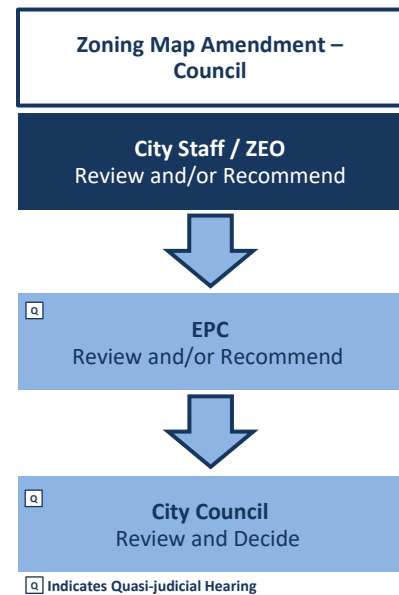 Zoning Map Amendment –
Council
City Staff / ZEO
Review and/or Recommend
Q
EPC
Review and/or Recommend
Q
City Council
Review and Decide
Q Indicates Quasi-judicial Hearing